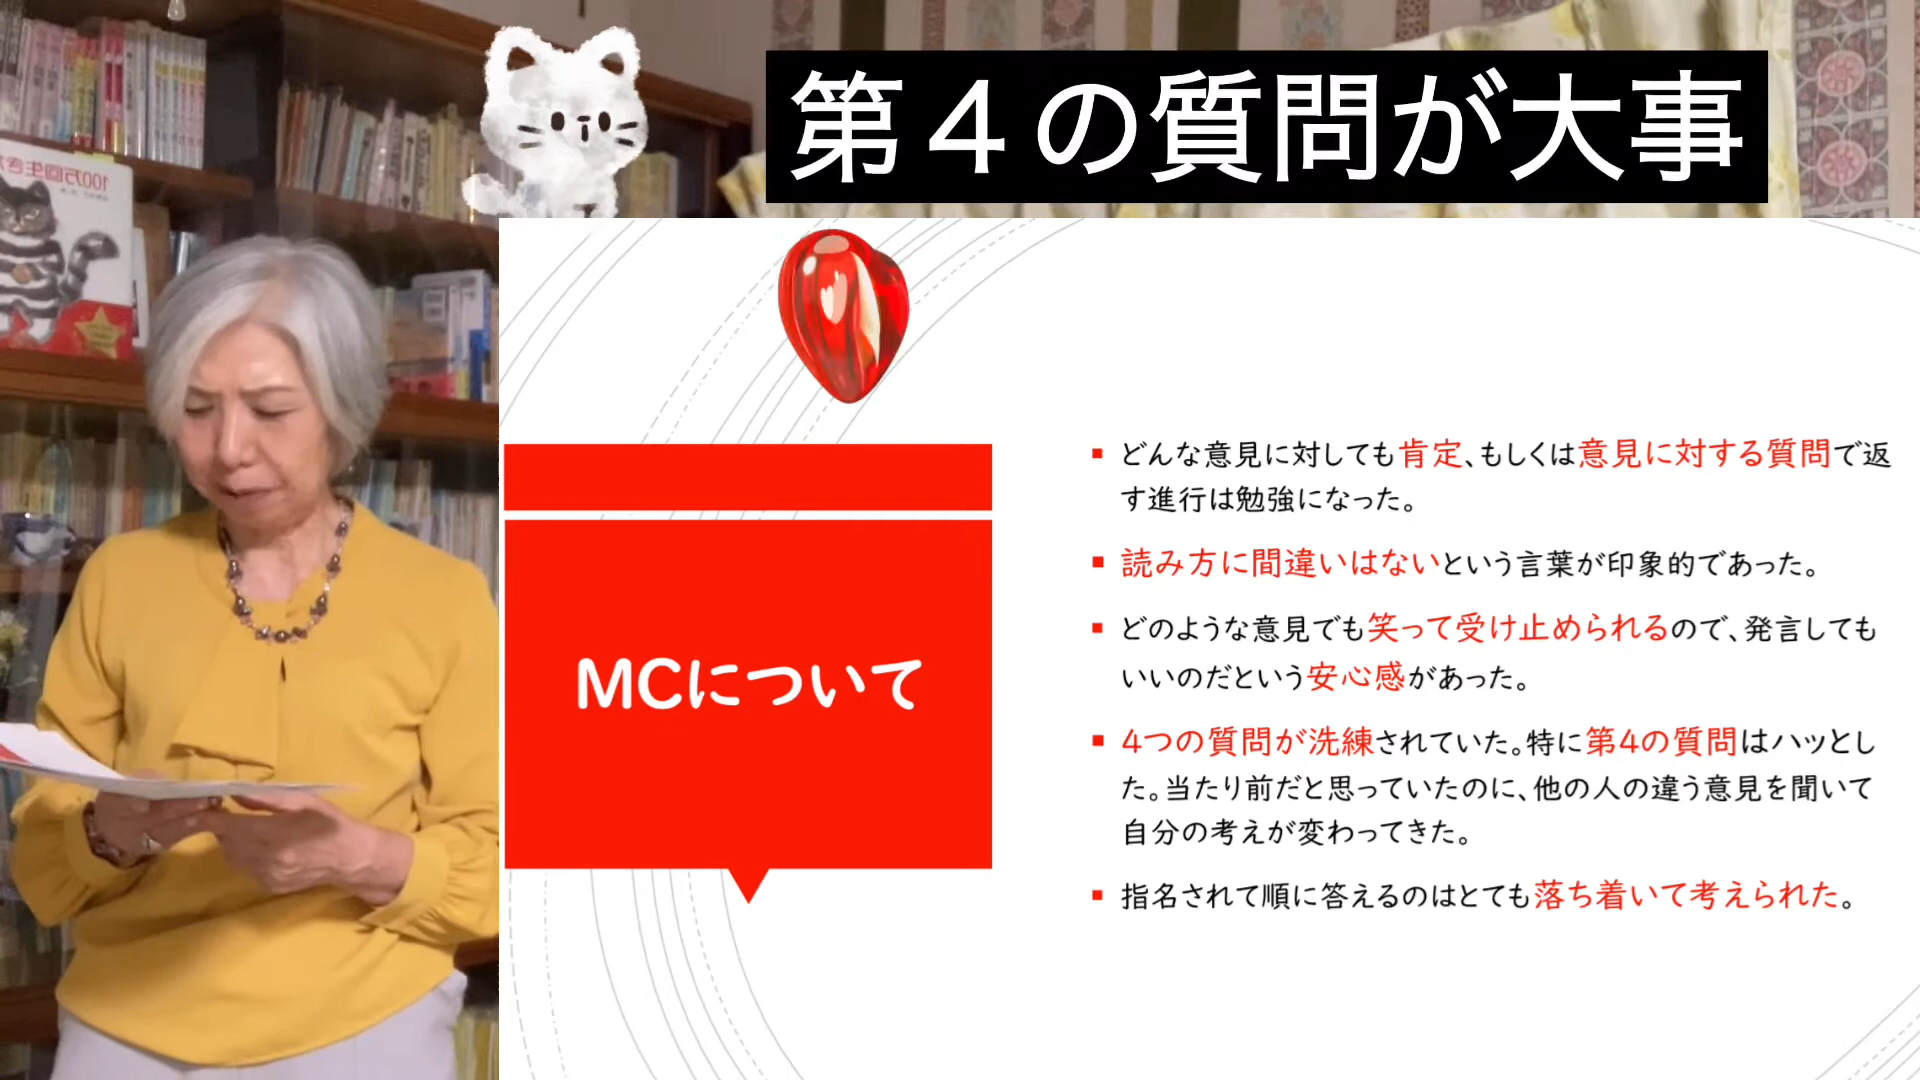 第４の質問が大事
100万回生き
MCについて
どんな意見に対しても肯定、もしくは意見に対する質問で返
す進行は勉強になった。
読み方に間違いはないという言葉が印象的であった。
どのような意見でも笑って受け止められるので、発言しても
いいのだという安心感があった。
4つの質問が洗練されていた。特に第4の質問はハッとし
た。当たり前だと思っていたのに、他の人の違う意見を聞いて
自分の考えが変わってきた。
指名されて順に答えるのはとても落ち着いて考えられた。